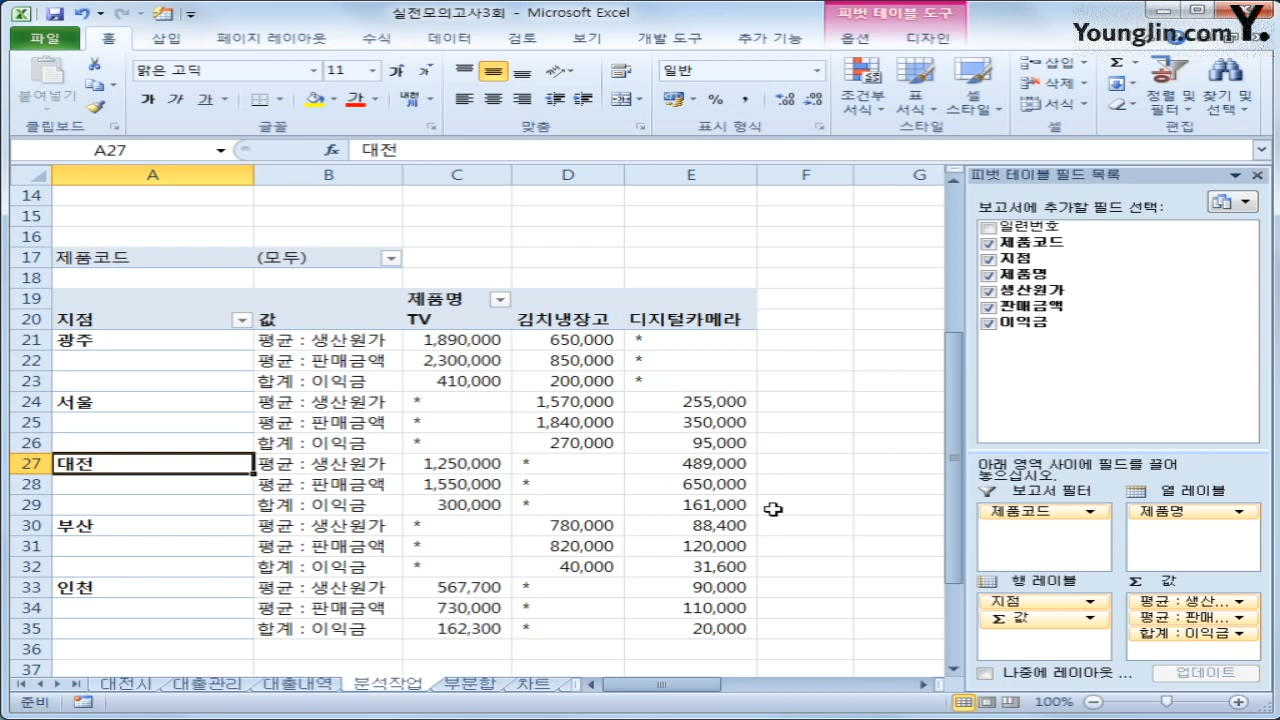 실전모의고사3회 - Microsoft Excel
피벗 테이블 도구
YoungJin.com Y.
파일 홈 삽입 페이지 레이아웃 수식 데이터 검토 보기 개발 도구 추가 기능 옵션 디자인
붙여넣기
맑은 고딕 11
가 가 가
일반
조건부 서식
표 서식
셀 스타일
삽입
삭제
서식
정렬 및 필터
찾기 및 선택
클립보드 글꼴 맞춤 표시 형식 스타일 셀 편집
A27 fx 대전
A B C D E F G
14
15
16
17 제품코드 (모두)
18
19 제품명
20 지점 값 TV 김치냉장고 디지털카메라
21 광주 평균 : 생산원가 1,890,000 650,000 *
22 평균 : 판매금액 2,300,000 850,000 *
23 합계 : 이익금 410,000 200,000 *
24 서울 평균 : 생산원가 * 1,570,000 255,000
25 평균 : 판매금액 * 1,840,000 350,000
26 합계 : 이익금 * 270,000 95,000
27 대전 평균 : 생산원가 1,250,000 * 489,000
28 평균 : 판매금액 1,550,000 * 650,000
29 합계 : 이익금 300,000 * 161,000
30 부산 평균 : 생산원가 * 780,000 88,400
31 평균 : 판매금액 * 820,000 120,000
32 합계 : 이익금 * 40,000 31,600
33 인천 평균 : 생산원가 567,700 * 90,000
34 평균 : 판매금액 730,000 * 110,000
35 합계 : 이익금 162,300 * 20,000
36
37
피벗 테이블 필드 목록
보고서에 추가할 필드 선택:
일련번호
제품코드
지점
제품명
생산원가
판매금액
이익금
아래 영역 사이에 필드를 끌어
놓으십시오.
보고서 필터 열 레이블
제품코드 제품명
행 레이블 Σ 값
지점 평균 : 생산...
Σ 값 평균 : 판매...
합계 : 이익금
나중에 레이아웃 ... 업데이트
대전시 대출관리 대출내역 분석작업 부분합 차트
준비 100%